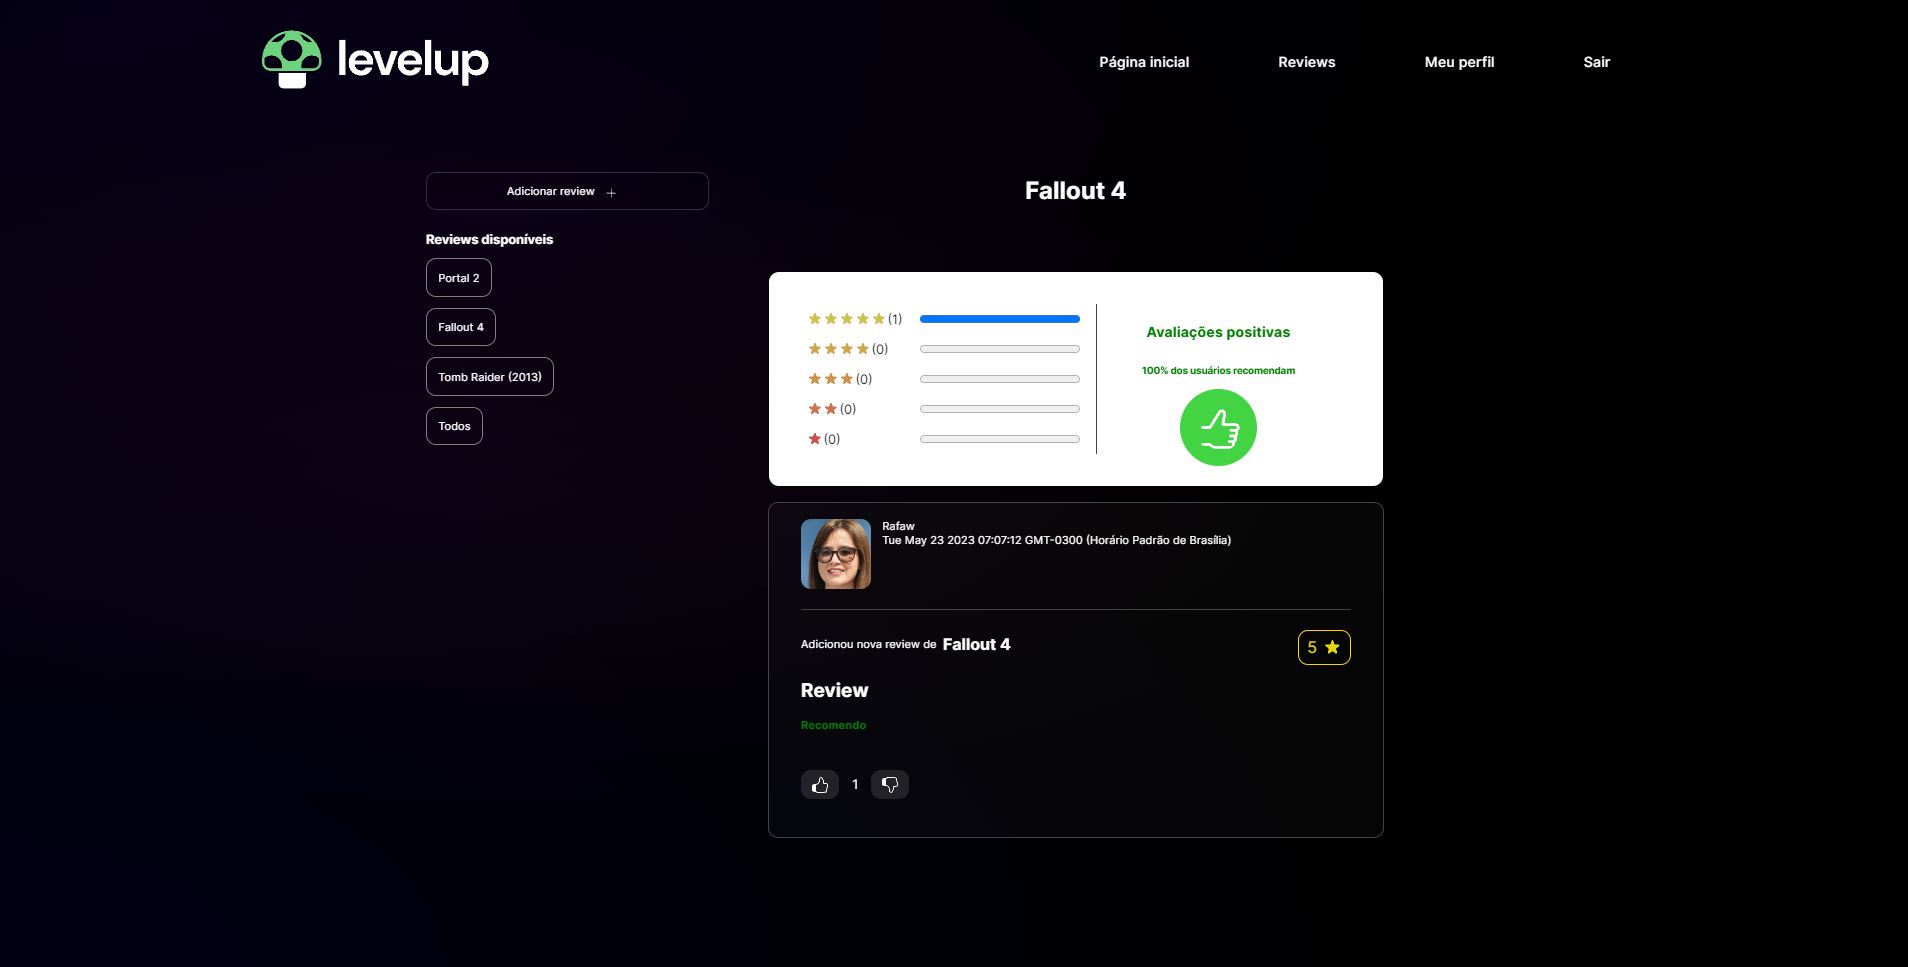 levelup
Página inicial
Reviews
Meu perfil
Sair
Adicionar review +
Reviews disponíveis
Portal 2
Fallout 4
Tomb Raider (2013)
Todos
Fallout 4
(1)
(0)
(0)
(0)
(0)
Avaliações positivas
100% dos usuários recomendam
Rafaw
Tue May 23 2023 07:07:12 GMT-0300 (Horário Padrão de Brasília)
Adicionou nova review de Fallout 4
5
Review
Recomendo
1